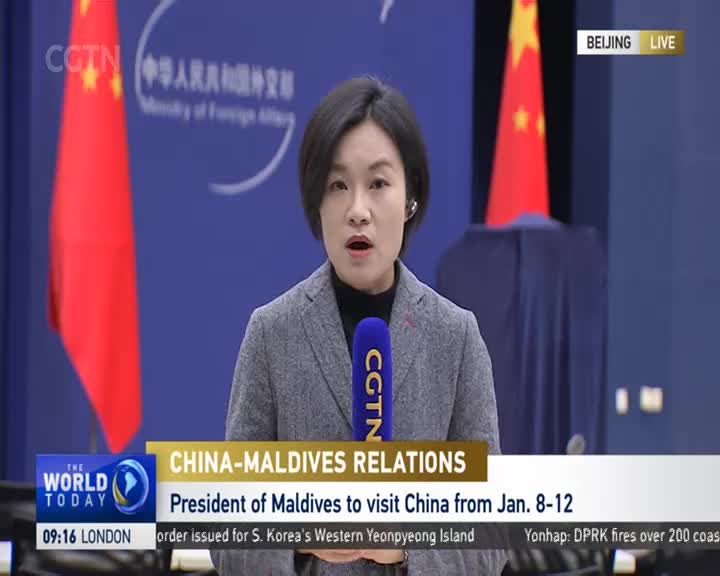 CGTN
BEIJING LIVE
中华人民共和国外交部
Ministry of Foreign Affairs
CGTN
CHINA-MALDIVES RELATIONS
THE WORLD TODAY
President of Maldives to visit China from Jan. 8-12
09:16 LONDON
order issued for S. Korea's Western Yeonpyeong Island Yonhap: DPRK fires over 200 coas